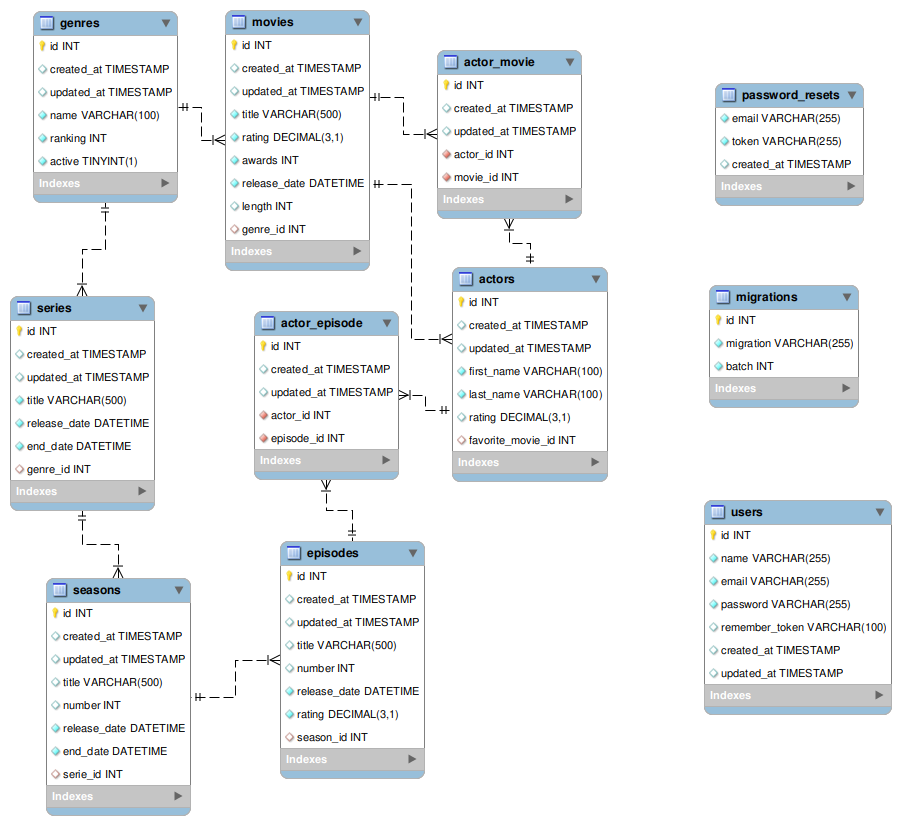 genres
id INT
created_at TIMESTAMP
updated_at TIMESTAMP
name VARCHAR(100)
ranking INT
active TINYINT(1)
Indexes
movies
id INT
created_at TIMESTAMP
updated_at TIMESTAMP
title VARCHAR(500)
rating DECIMAL(3,1)
awards INT
release_date DATETIME
length INT
genre_id INT
Indexes
actor_movie
id INT
created_at TIMESTAMP
updated_at TIMESTAMP
actor_id INT
movie_id INT
Indexes
password_resets
email VARCHAR(255)
token VARCHAR(255)
created_at TIMESTAMP
Indexes
series
id INT
created_at TIMESTAMP
updated_at TIMESTAMP
title VARCHAR(500)
release_date DATETIME
end_date DATETIME
genre_id INT
Indexes
actor_episode
id INT
created_at TIMESTAMP
updated_at TIMESTAMP
actor_id INT
episode_id INT
Indexes
actors
id INT
created_at TIMESTAMP
updated_at TIMESTAMP
first_name VARCHAR(100)
last_name VARCHAR(100)
rating DECIMAL(3,1)
favorite_movie_id INT
Indexes
migrations
id INT
migration VARCHAR(255)
batch INT
Indexes
seasons
id INT
created_at TIMESTAMP
updated_at TIMESTAMP
title VARCHAR(500)
number INT
release_date DATETIME
end_date DATETIME
serie_id INT
Indexes
episodes
id INT
created_at TIMESTAMP
updated_at TIMESTAMP
title VARCHAR(500)
number INT
release_date DATETIME
rating DECIMAL(3,1)
season_id INT
Indexes
users
id INT
name VARCHAR(255)
email VARCHAR(255)
password VARCHAR(255)
remember_token VARCHAR(100)
created_at TIMESTAMP
updated_at TIMESTAMP
Indexes